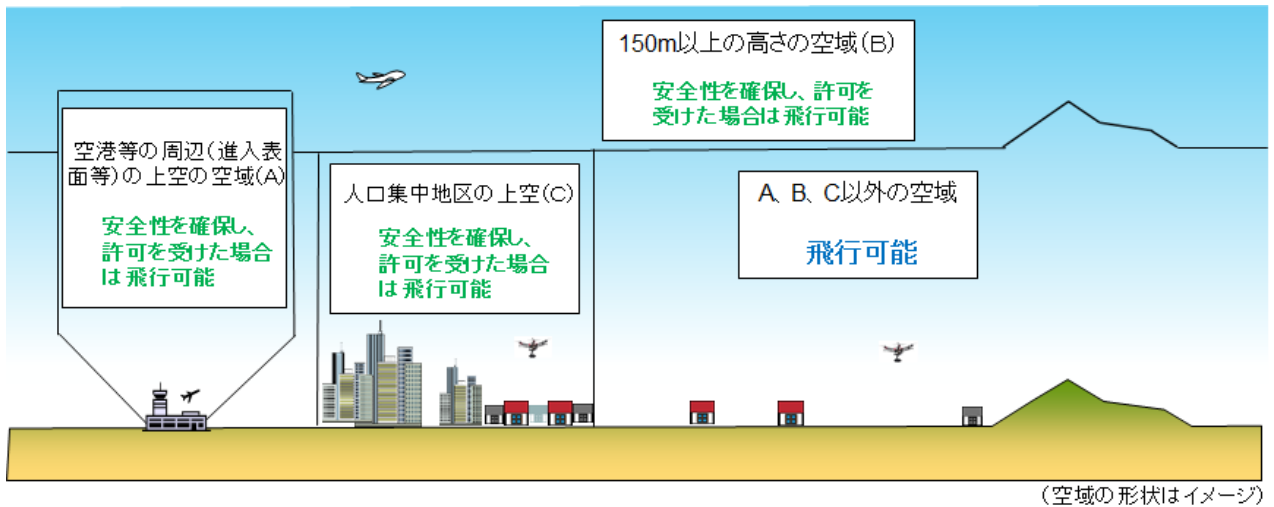 150m以上の高さの空域(B)
安全性を確保し、許可を
受けた場合は飛行可能
空港等の周辺(進入表
面等)の上空の空域(A)
安全性を確保し、
許可を受けた場合
は飛行可能
人口集中地区の上空(C)
安全性を確保し、
許可を受けた場合
は飛行可能
A、B、C以外の空域
飛行可能
(空域の形状はイメージ)